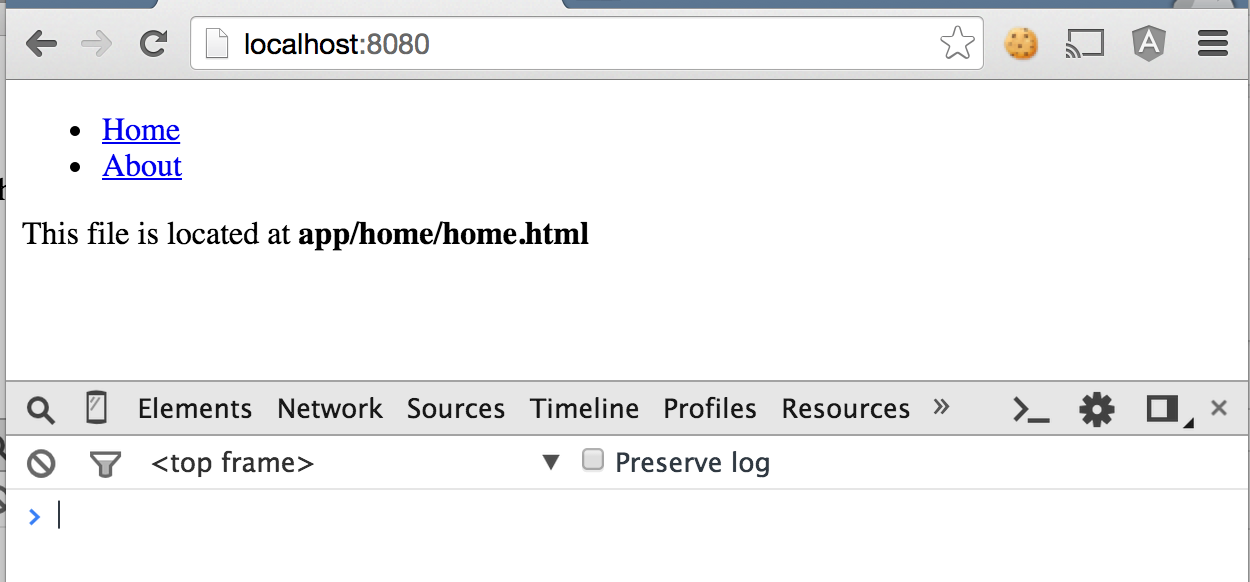 localhost:8080
Home
About
This file is located at app/home/home.html
Elements Network Sources Timeline Profiles Resources »
<top frame> ▼ Preserve log
>